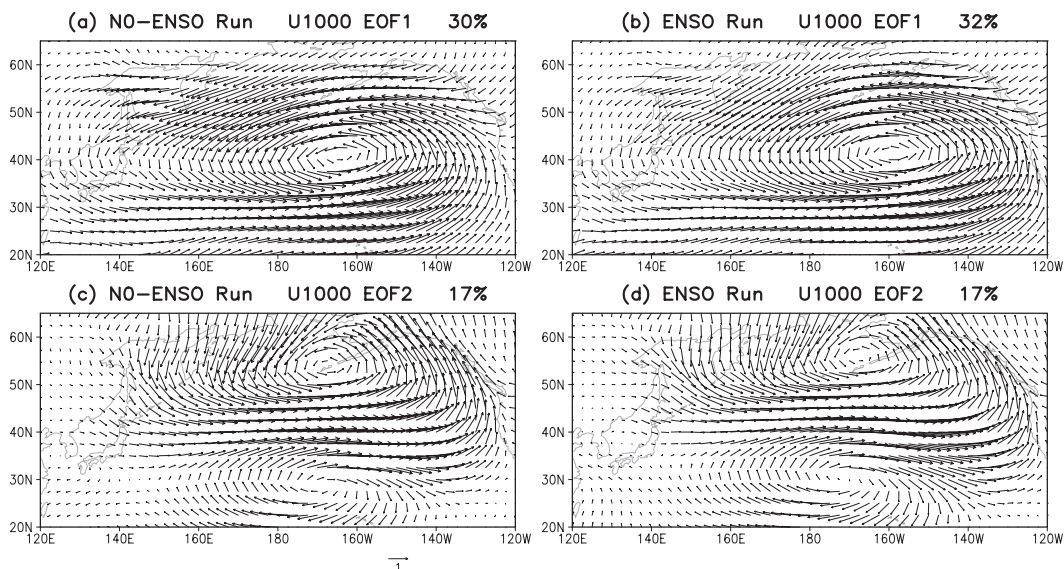 (a) N0-ENSO Run U1000 EOF1 30%
(b) ENSO Run U1000 EOF1 32%
60N
50N
40N
30N
20N
120E 140E 160E 180 160W 140W 120W
60N
50N
40N
30N
20N
120E 140E 160E 180 160W 140W 120W
(c) N0-ENSO Run U1000 EOF2 17%
(d) ENSO Run U1000 EOF2 17%
60N
50N
40N
30N
20N
120E 140E 160E 180 160W 140W 120W
60N
50N
40N
30N
20N
120E 140E 160E 180 160W 140W 120W
1